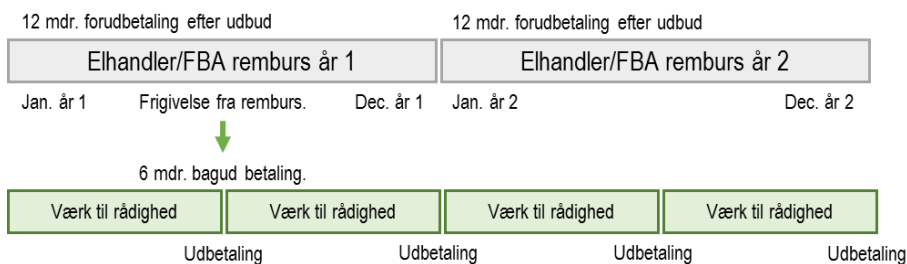 12 mdr. forudbetaling efter udbud
12 mdr. forudbetaling efter udbud
Elhandler/FBA remburs år 1
Elhandler/FBA remburs år 2
Jan. år 1
Frigivelse fra remburs.
Dec. år 1
Jan. år 2
Dec. år 2
6 mdr. bagud betaling.
Værk til rådighed
Værk til rådighed
Værk til rådighed
Værk til rådighed
Udbetaling
Udbetaling
Udbetaling
Udbetaling